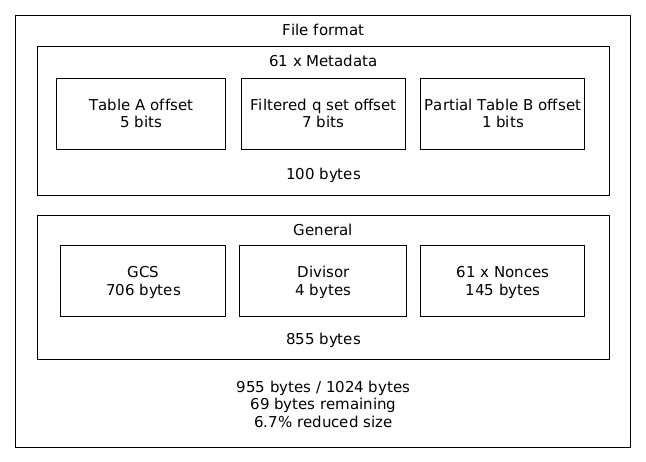 File format
61 x Metadata
Table A offset
5 bits
Filtered q set offset
7 bits
Partial Table B offset
1 bits
100 bytes
General
GCS
706 bytes
Divisor
4 bytes
61 x Nonces
145 bytes
855 bytes
955 bytes / 1024 bytes
69 bytes remaining
6.7% reduced size